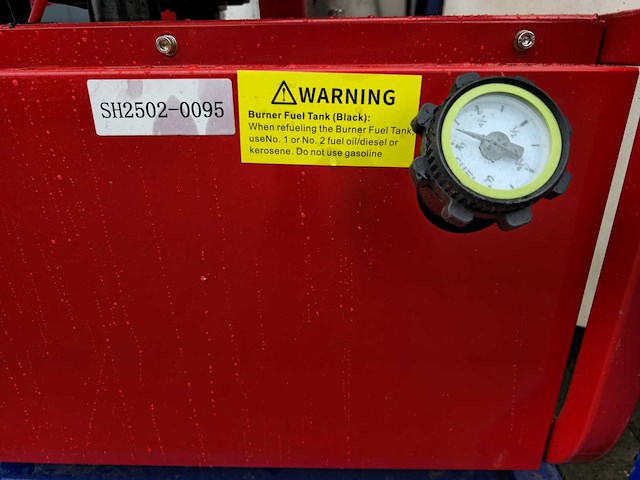 SH2502-0095
WARNING
Burner Fuel Tank (Black):
When refueling the Burner Fuel Tank,
useNo. 1 or No. 2 fuel oil/diesel or
kerosene. Do not use gasoline